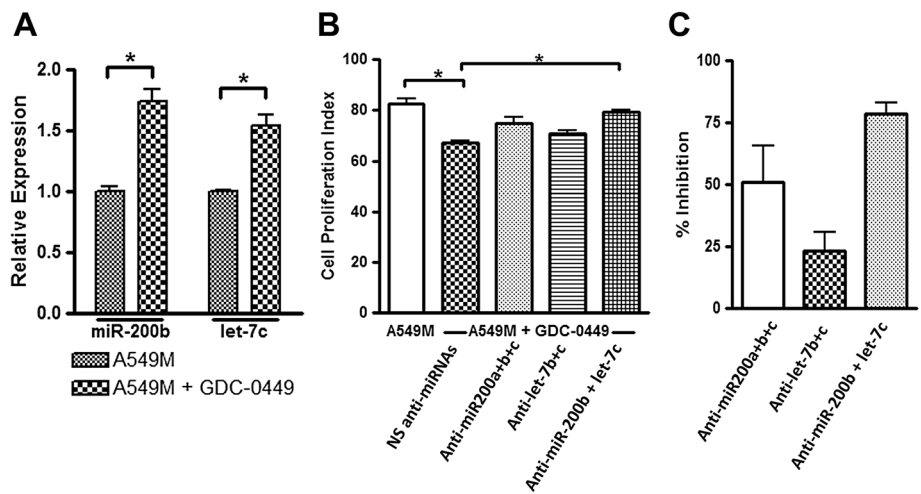 A
Relative Expression
2.0
*
*
1.5
1.0
0.5
0.0
miR-200b
let-7c
A549M
A549M + GDC-0449
B
Cell Proliferation Index
100
*
*
80
60
40
20
0
A549M
A549M + GDC-0449
NS anti-miRNAs
Anti-miR200a+b+c
Anti-let-7b+c
Anti-miR-200b + let-7c
C
% Inhibition
100
75
50
25
0
Anti-miR200a+b+c
Anti-let-7b+c
Anti-miR-200b + let-7c